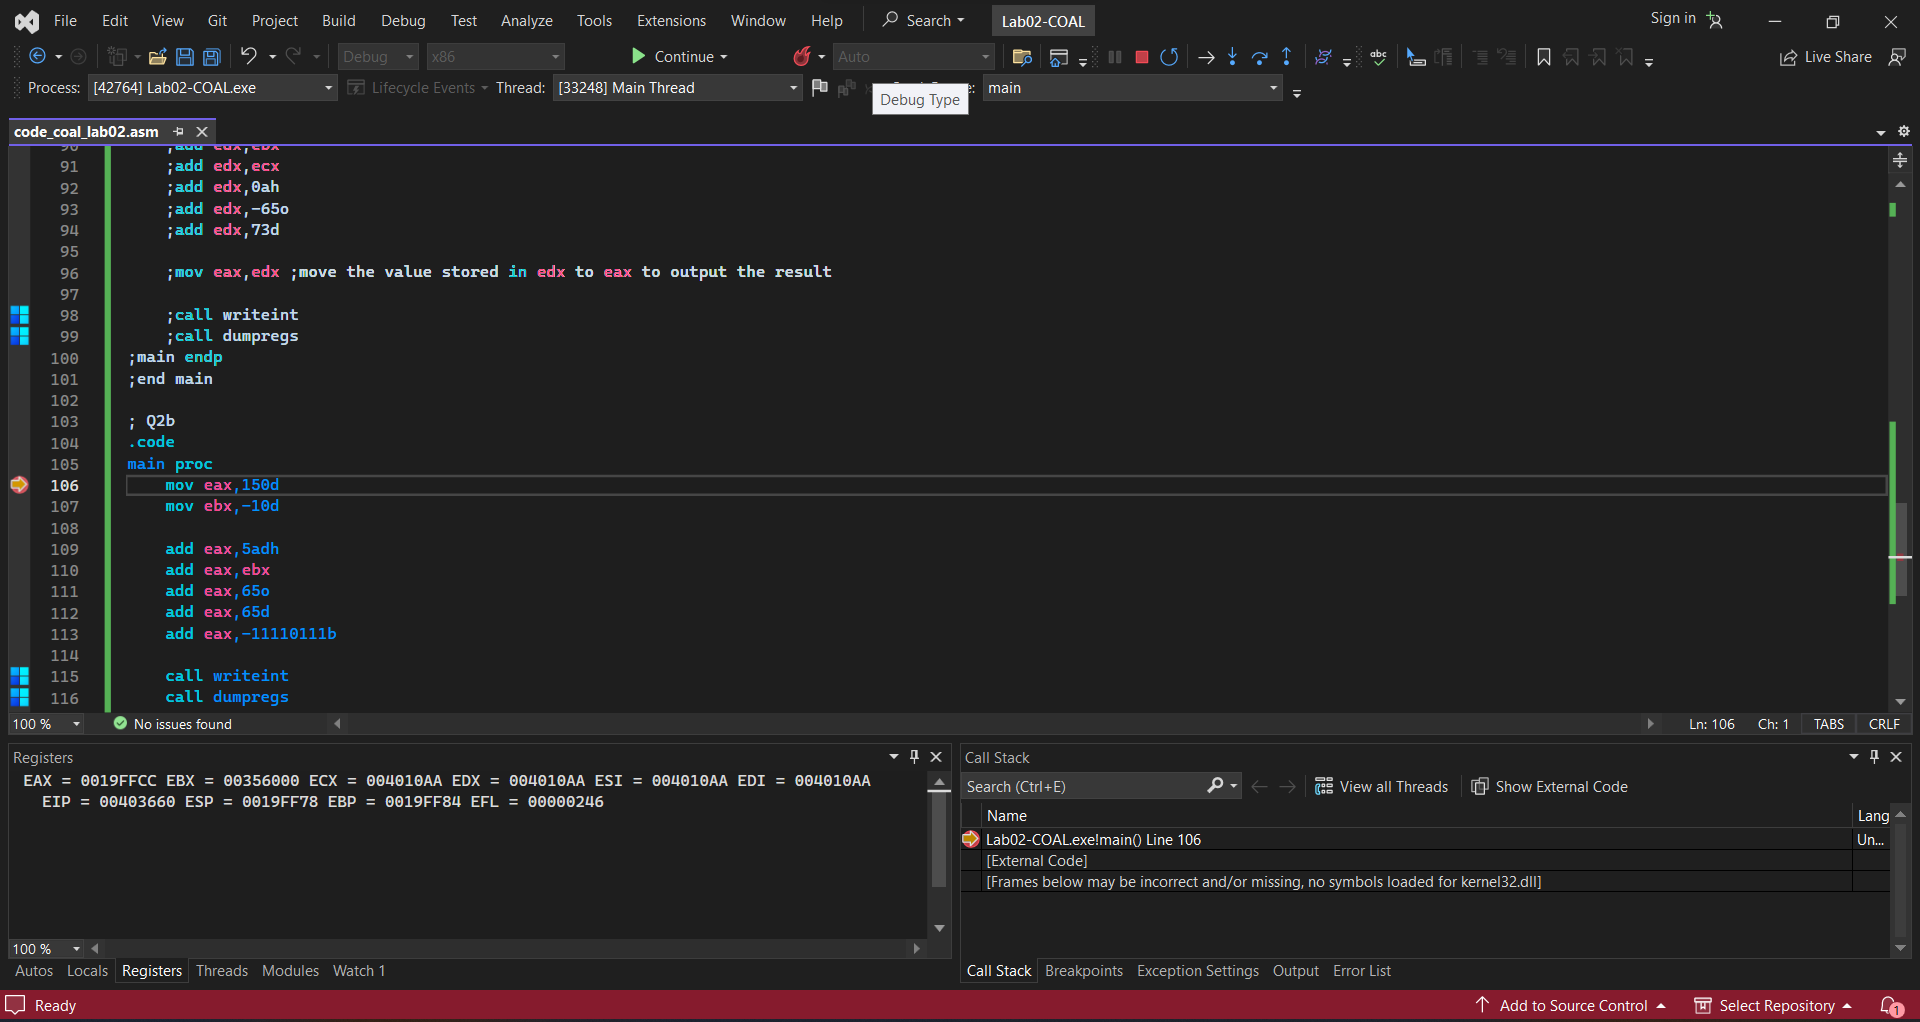 File Edit View Git Project Build Debug Test Analyze Tools Extensions Window Help Search Lab02-COAL Sign in
Debug x86 Continue Auto Live Share
Process: [42764] Lab02-COAL.exe Lifecycle Events Thread: [33248] Main Thread main
Debug Type
code_coal_lab02.asm
90 ;add edx,ebx
91 ;add edx,ecx
92 ;add edx,0ah
93 ;add edx,-65o
94 ;add edx,73d
95
96 ;mov eax,edx ;move the value stored in edx to eax to output the result
97
98 ;call writeint
99 ;call dumpregs
100 ;main endp
101 ;end main
102
103 ; Q2b
104 .code
105 main proc
106 mov eax,150d
107 mov ebx,-10d
108
109 add eax,5adh
110 add eax,ebx
111 add eax,65o
112 add eax,65d
113 add eax,-11110111b
114
115 call writeint
116 call dumpregs
100 % No issues found Ln: 106 Ch: 1 TABS CRLF
Registers
EAX = 0019FFCC EBX = 00356000 ECX = 004010AA EDX = 004010AA ESI = 004010AA EDI = 004010AA
EIP = 00403660 ESP = 0019FF78 EBP = 0019FF84 EFL = 00000246
100 %
Autos Locals Registers Threads Modules Watch 1
Call Stack
Search (Ctrl+E) View all Threads Show External Code
Name Lang
Lab02-COAL.exe!main() Line 106 Un...
[External Code]
[Frames below may be incorrect and/or missing, no symbols loaded for kernel32.dll]
Call Stack Breakpoints Exception Settings Output Error List
Ready Add to Source Control Select Repository 1